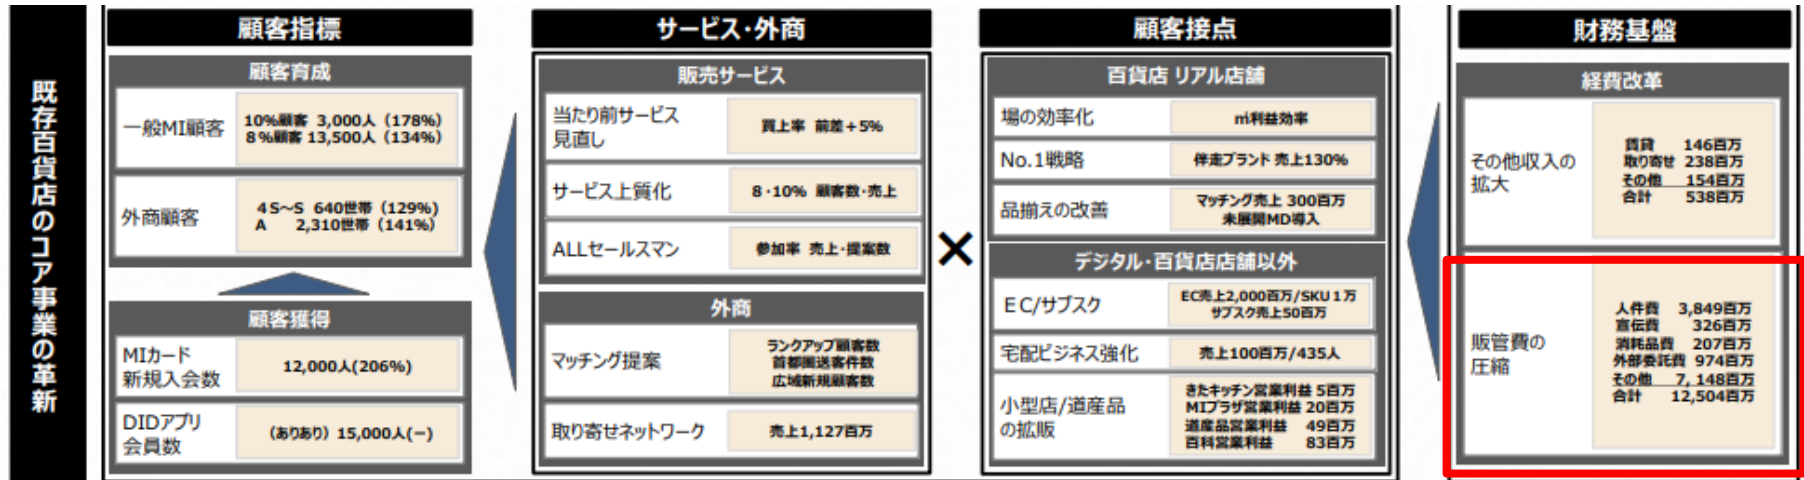 既存百貨店のコア事業の革新
顧客指標
顧客育成
一般MI顧客
10%顧客 3,000人（178%）
8%顧客 13,500人（134%）
外商顧客
4S～S 640世帯（129%）
A 2,310世帯（141%）
顧客獲得
MIカード
新規入会数
12,000人(206%)
DIDアプリ
会員数
（ありあり）15,000人(−)
サービス・外商
販売サービス
当たり前サービス
見直し
買上率 前差＋5%
サービス上質化
8・10% 顧客数・売上
ALLセールスマン
参加率 売上・提案数
外商
マッチング提案
ランクアップ顧客数
首都圏送客件数
広域新規顧客数
取り寄せネットワーク
売上1,127百万
×
顧客接点
百貨店 リアル店舗
場の効率化
㎡利益効率
No.1戦略
伴走ブランド 売上130%
品揃えの改善
マッチング売上 300百万
未展開MD導入
デジタル・百貨店店舗以外
EC/サブスク
EC売上2,000百万/SKU１万
サブスク売上50百万
宅配ビジネス強化
売上100百万/435人
小型店/道産品
の拡販
きたキッチン営業利益 5百万
MIプラザ営業利益 20百万
道産品営業利益 49百万
百科営業利益 83百万
財務基盤
経費改革
その他収入の
拡大
賃貸 146百万
取り寄せ 238百万
その他 154百万
合計 538百万
販管費の
圧縮
人件費 3,849百万
宣伝費 326百万
消耗品費 207百万
外部委託費 974百万
その他 7,148百万
合計 12,504百万